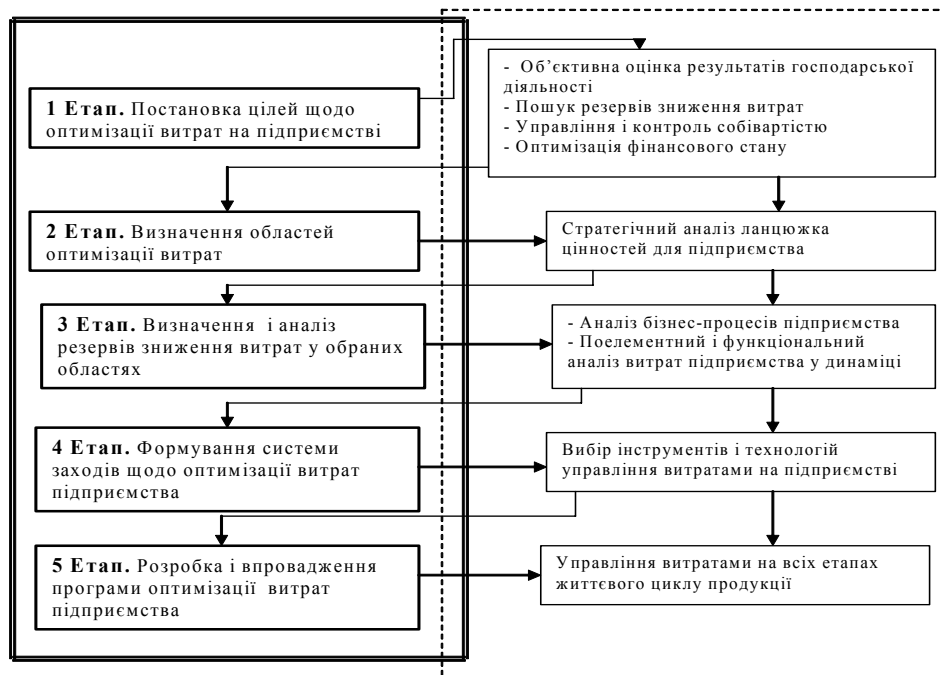 1 Етап. Постановка цілей щодо
оптимізації витрат на підприємстві
- Об’єктивна оцінка результатів господарської
діяльності
- Пошук резервів зниження витрат
- Управління і контроль собівартістю
- Оптимізація фінансового стану
2 Етап. Визначення областей
оптимізації витрат
Стратегічний аналіз ланцюжка
цінностей для підприємства
3 Етап. Визначення і аналіз
резервів зниження витрат у обраних
областях
- Аналіз бізнес-процесів підприємства
- Поелементний і функціональний
аналіз витрат підприємства у динаміці
4 Етап. Формування системи
заходів щодо оптимізації витрат
підприємства
Вибір інструментів і технологій
управління витратами на підприємстві
5 Етап. Розробка і впровадження
програми оптимізації витрат
підприємства
Управління витратами на всіх етапах
життєвого циклу продукції